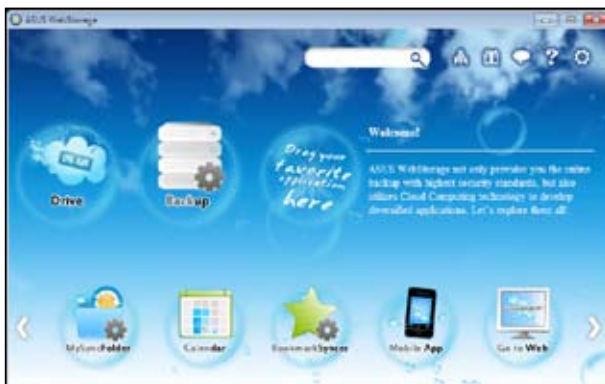 ASUS WebStorage
Welcome!
ASUS WebStorage not only provides you the online
backup with highest security standards, but also
utilizes Cloud Computing technology to develop
diversified applications. Let's explore them all!
Drag your
favorite
application
here
Drive
Backup
MySyncFolder
Calendar
BookmarkSyncer
Mobile App
Go to Web